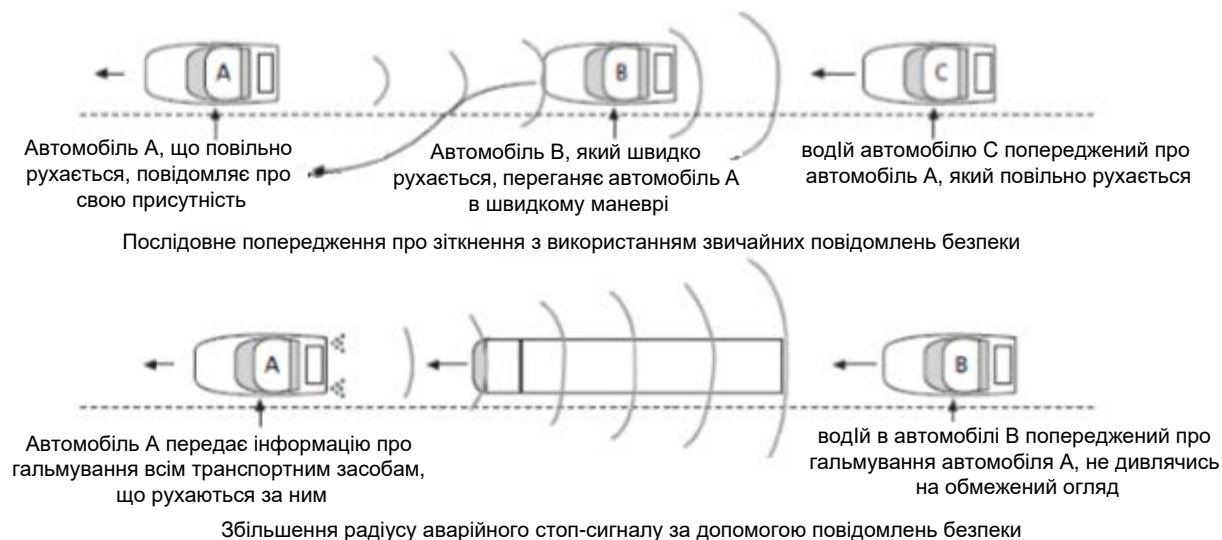 A
B
C
Автомобіль А, що повільно
рухається, повідомляє про
свою присутність
Автомобіль В, який швидко
рухається, переганяє автомобіль А
в швидкому маневрі
водІй автомобілю С попереджений про
автомобіль А, який повільно рухається
Послідовне попередження про зіткнення з використанням звичайних повідомлень безпеки
A
B
Автомобіль А передає інформацію про
гальмування всім транспортним засобам,
що рухаються за ним
водІй в автомобілі В попереджений про
гальмування автомобіля А, не дивлячись
на обмежений огляд
Збільшення радіусу аварійного стоп-сигналу за допомогою повідомлень безпеки